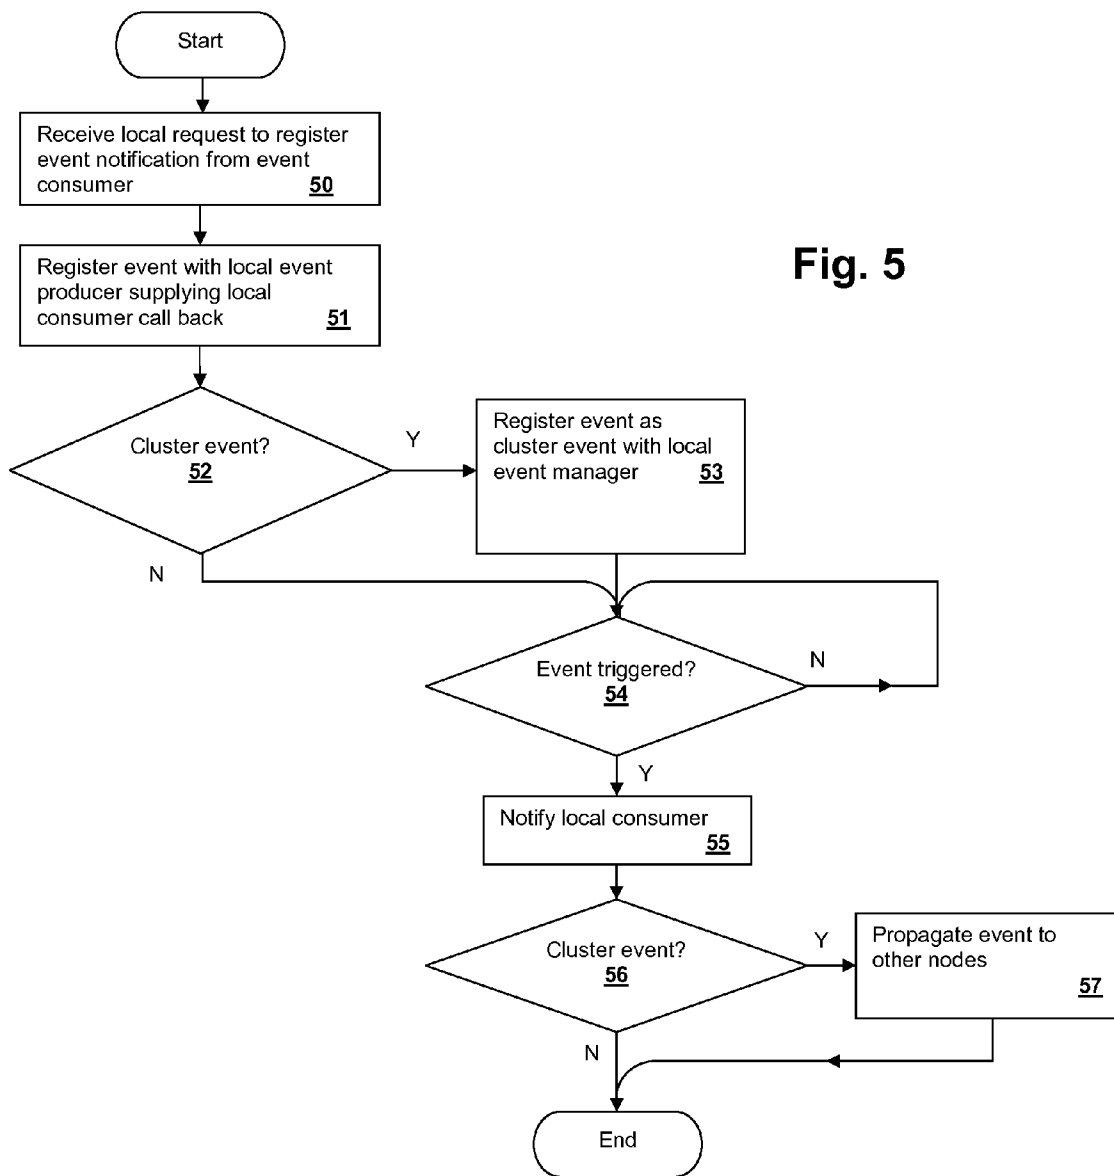 Start
Receive local request to register
event notification from event
consumer 50
Register event with local event
producer supplying local
consumer call back 51
Fig. 5
Cluster event?
52
Y
N
Register event as
cluster event with local
event manager 53
Event triggered?
54
N
Y
Notify local consumer
55
Cluster event?
56
Y
N
Propagate event to
other nodes
57
End